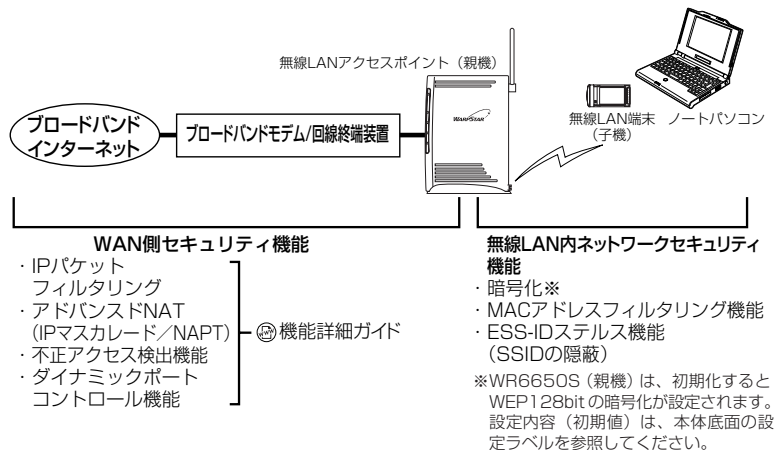 無線LANアクセスポイント（親機）
WARPSTAR
ブロードバンド
インターネット
ブロードバンドモデム/回線終端装置
無線LAN端末
（子機）
ノートパソコン
WAN側セキュリティ機能
・IPパケット
フィルタリング
・アドバンスドNAT
(IPマスカレード／NAPT)
・不正アクセス検出機能
・ダイナミックポート
コントロール機能
機能詳細ガイド
無線LAN内ネットワークセキュリティ
機能
・暗号化※
・MACアドレスフィルタリング機能
・ESS-IDステルス機能
（SSIDの隠蔽）
※WR6650S（親機）は、初期化すると
WEP128bitの暗号化が設定されます。
設定内容（初期値）は、本体底面の設
定ラベルを参照してください。